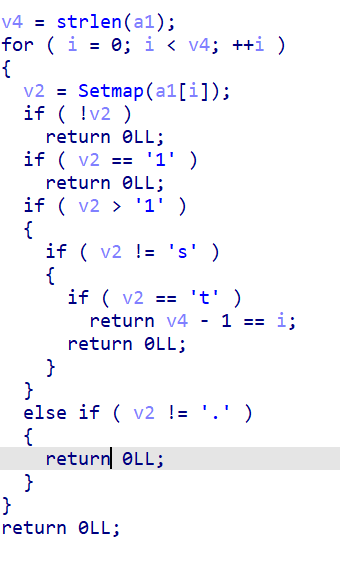 v4 = strlen(a1);
for ( i = 0; i < v4; ++i )
{
  v2 = Setmap(a1[i]);
  if ( !v2 )
    return 0LL;
  if ( v2 == '1' )
    return 0LL;
  if ( v2 > '1' )
  {
    if ( v2 != 's' )
    {
      if ( v2 == 't' )
        return v4 - 1 == i;
      return 0LL;
    }
  }
  else if ( v2 != '.' )
  {
    return 0LL;
  }
}
return 0LL;